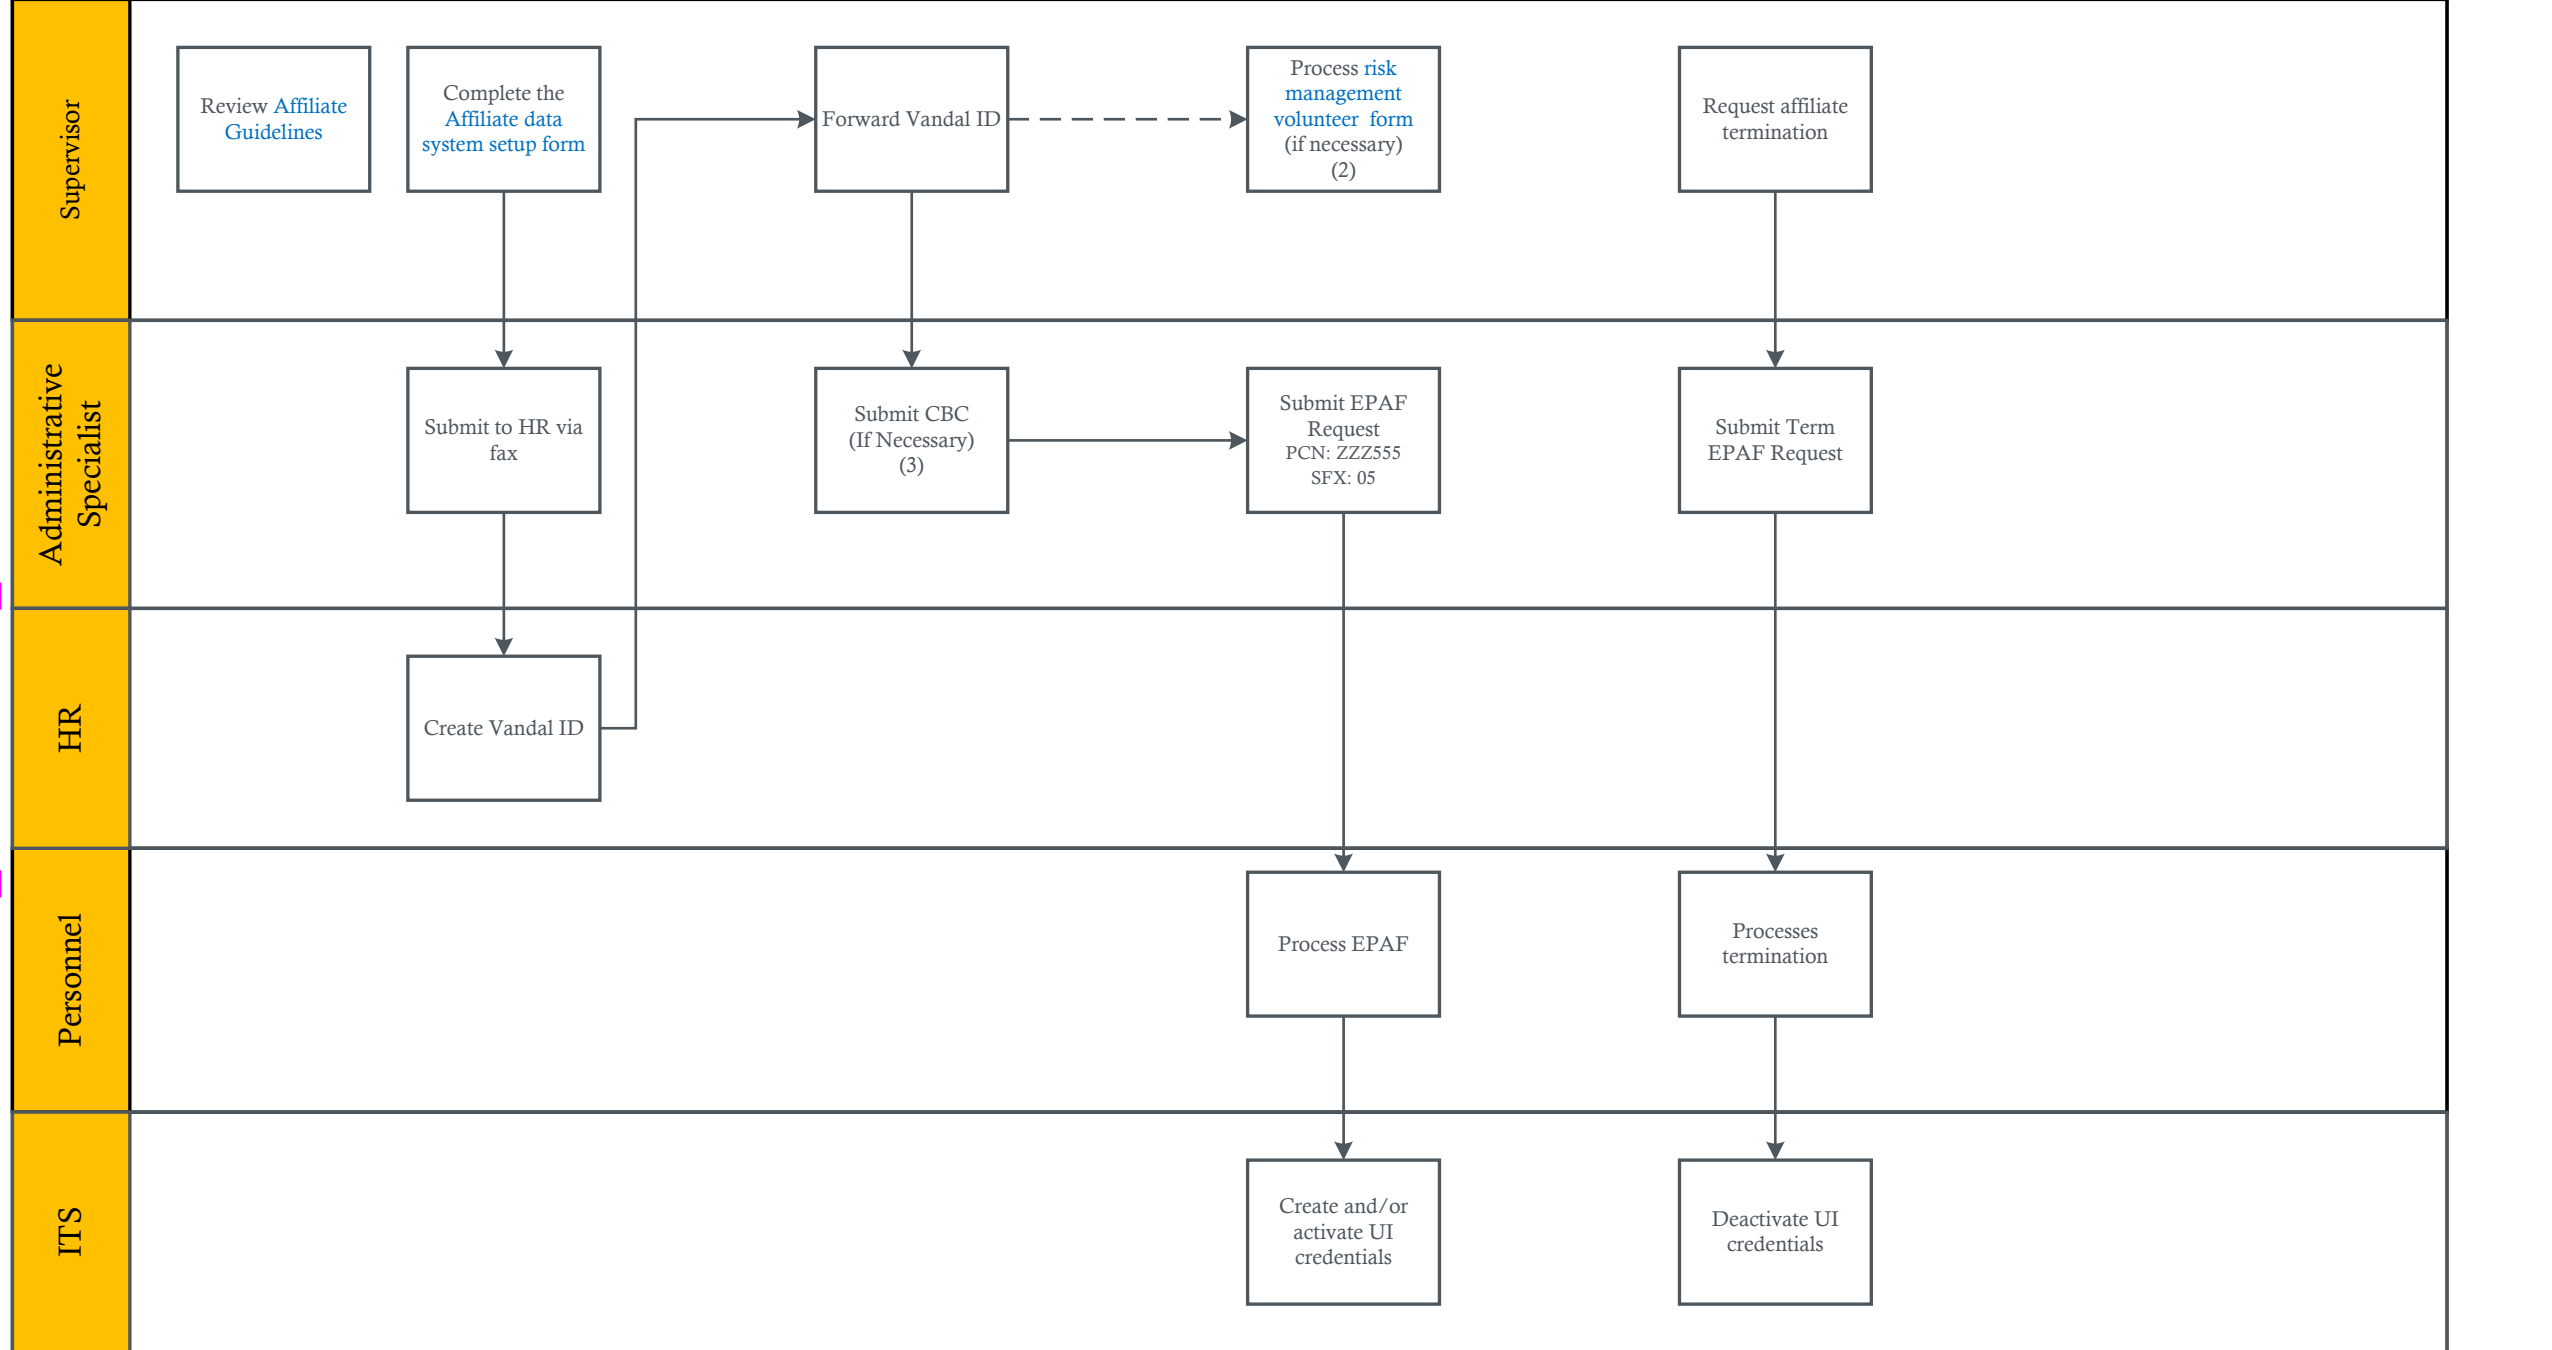 Supervisor
Review Affiliate
Guidelines
Complete the
Affiliate data
system setup form
Forward Vandal ID
Process risk
management
volunteer  form
(if necessary)
(2)
Request affiliate
termination
Administrative
Specialist
Submit to HR via
fax
Submit CBC
(If Necessary)
(3)
Submit EPAF
Request
PCN: ZZZ555
SFX: 05
Submit Term
EPAF Request
HR
Create Vandal ID
Personnel
Process EPAF
Processes
termination
ITS
Create and/or
activate UI
credentials
Deactivate UI
credentials